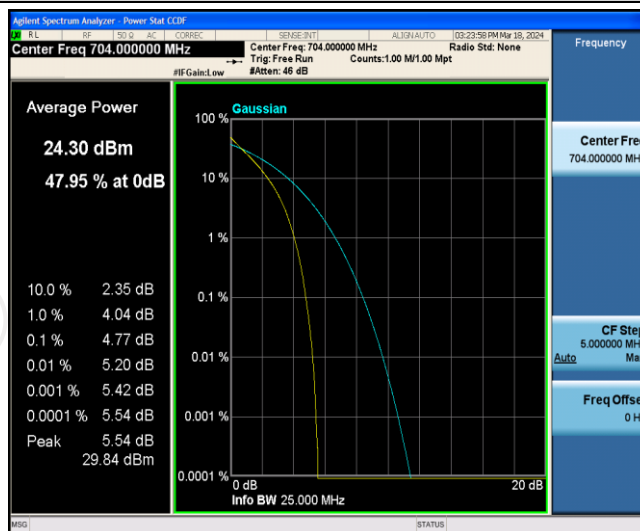 Agilent Spectrum Analyzer - Power Stat CCDF
RL RF 50 Ω AC CORREC SENSE:INT ALIGNAUTO 03:23:58 PM Mar 18, 2024
Center Freq 704.000000 MHz
Center Freq: 704.000000 MHz Radio Std: None
Trig: Free Run Counts:1.00 M/1.00 Mpt
#IFGain:Low #Atten: 46 dB
Frequency
Average Power
24.30 dBm
47.95 % at 0dB
10.0 % 2.35 dB
1.0 % 4.04 dB
0.1 % 4.77 dB
0.01 % 5.20 dB
0.001 % 5.42 dB
0.0001 % 5.54 dB
Peak 5.54 dB
29.84 dBm
Gaussian
100 %
10 %
1 %
0.1 %
0.01 %
0.001 %
0.0001 %
0 dB 20 dB
Info BW 25.000 MHz
Center Fre
704.000000 MH
CF Step
5.000000 MH
Auto Ma
Freq Offse
0 H
MSG STATUS